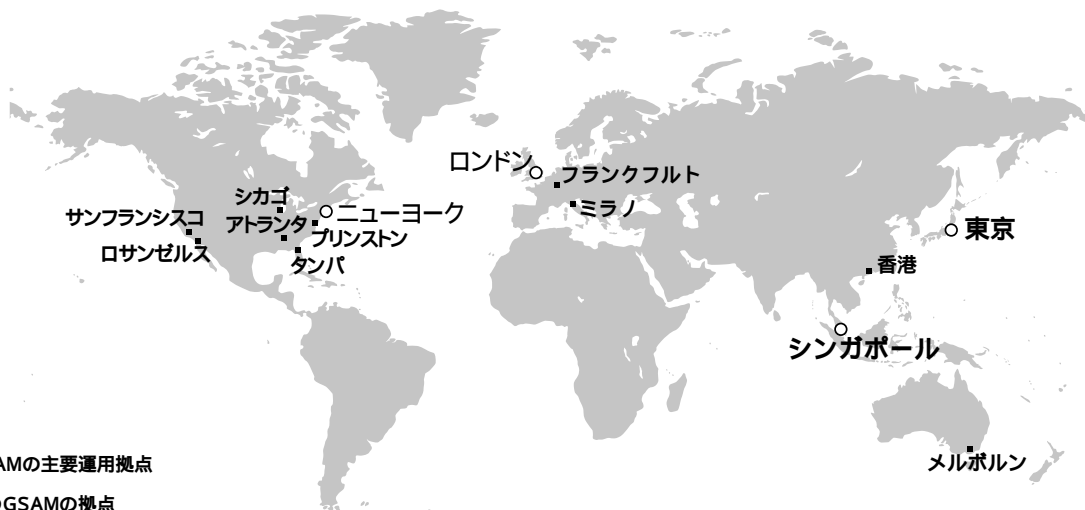 ロンドン
フランクフルト
ミラノ
シカゴ
ニューヨーク
サンフランシスコ
アトランタ
プリンストン
ロサンゼルス
タンパ
東京
香港
シンガポール
メルボルン
AMの主要運用拠点
GSAMの拠点